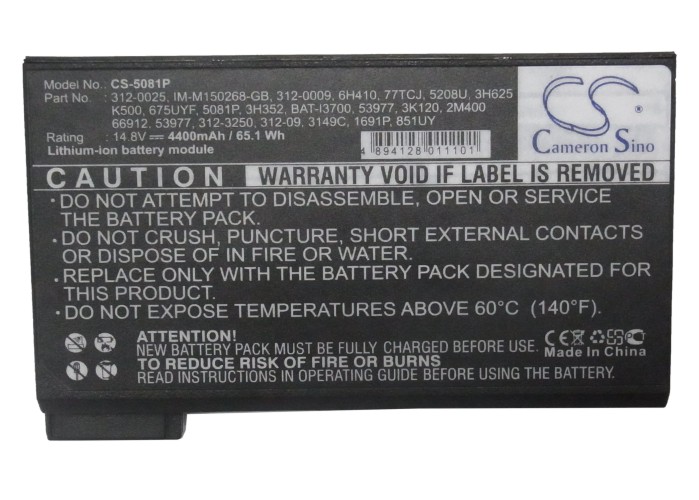 Model No. : CS-5081P
Part No. : 312-0025, IM-M150268-GB, 312-0009, 6H410, 77TCJ, 5208U, 3H625
K500, 675UYF, 5081P, 3H352, BAT-I3700, 53977, 3K120, 2M400
66912, 53977, 312-3250, 312-09, 3149C, 1691P, 851UY
Rating : 14.8V ⎓ 4400mAh / 65.1 Wh
Lithium-ion battery module
4 894128 011101
CS
Cameron Sino
CAUTION WARRANTY VOID IF LABEL IS REMOVED
• DO NOT ATTEMPT TO DISASSEMBLE, OPEN OR SERVICE
THE BATTERY PACK.
• DO NOT CRUSH, PUNCTURE, SHORT EXTERNAL CONTACTS
OR DISPOSE OF IN FIRE OR WATER.
• REPLACE ONLY WITH THE BATTERY PACK DESIGNATED FOR
THIS PRODUCT.
• DO NOT EXPOSE TEMPERATURES ABOVE 60°C (140°F).
ATTENTION!
NEW BATTERY PACK MUST BE FULLY CHARGED BEFORE USE.
TO REDUCE RISK OF FIRE OR BURNS
READ INSTRUCTIONS IN OPERATING GUIDE BEFORE USING BATTERY.
CE
Made In China